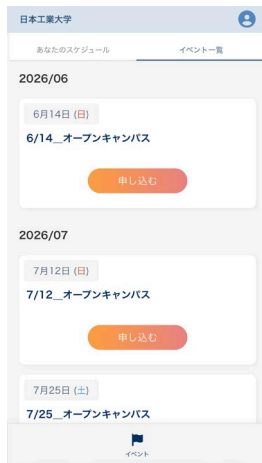 日本工業大学
あなたのスケジュール
イベント一覧
2026/06
6月14日 (日)
6/14__オープンキャンパス
申し込む
2026/07
7月12日 (日)
7/12__オープンキャンパス
申し込む
7月25日 (土)
7/25__オープンキャンパス
イベント